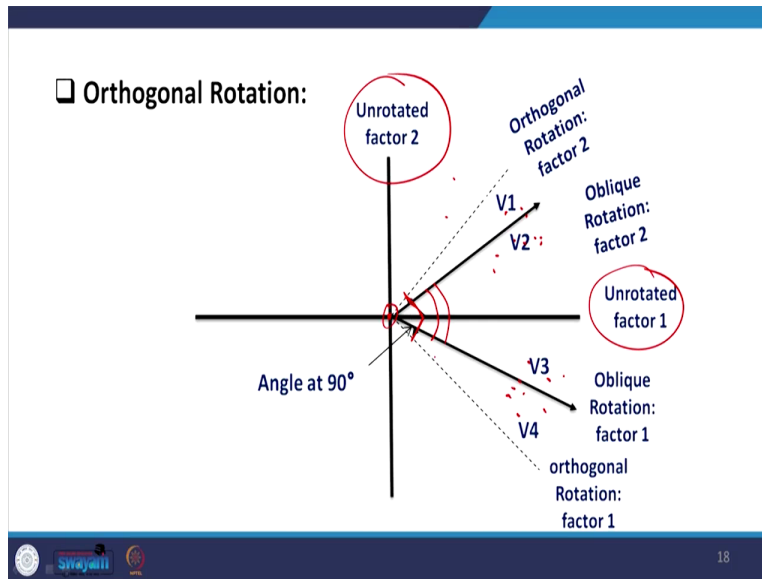 ❑ Orthogonal Rotation:
Unrotated
factor 2
Orthogonal
Rotation:
factor 2
Oblique
Rotation:
factor 2
V1
V2
Unrotated
factor 1
Angle at 90°
V3
V4
Oblique
Rotation:
factor 1
orthogonal
Rotation:
factor 1
swayam
18